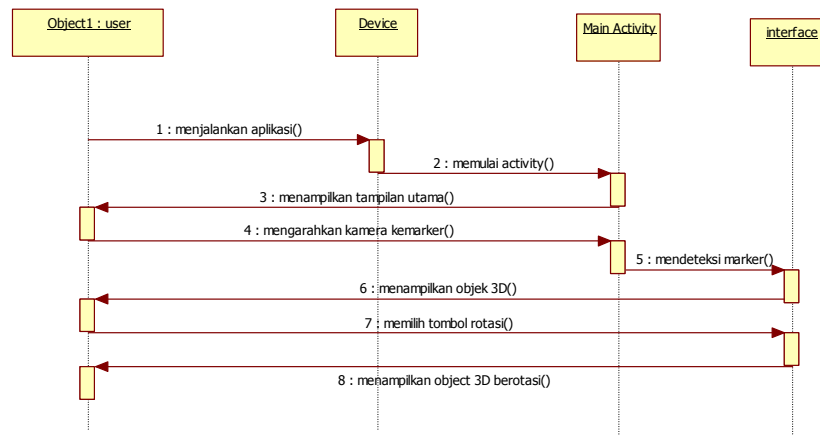 Object1 : user
Device
Main Activity
interface
1 : menjalankan aplikasi()
2 : memulai activity()
3 : menampilkan tampilan utama()
4 : mengarahkan kamera kemarker()
5 : mendeteksi marker()
6 : menampilkan objek 3D()
7 : memilih tombol rotasi()
8 : menampilkan object 3D berotasi()